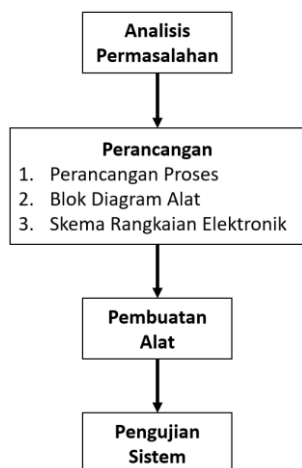 Analisis
Permasalahan
Perancangan
1. Perancangan Proses
2. Blok Diagram Alat
3. Skema Rangkaian Elektronik
Pembuatan
Alat
Pengujian
Sistem